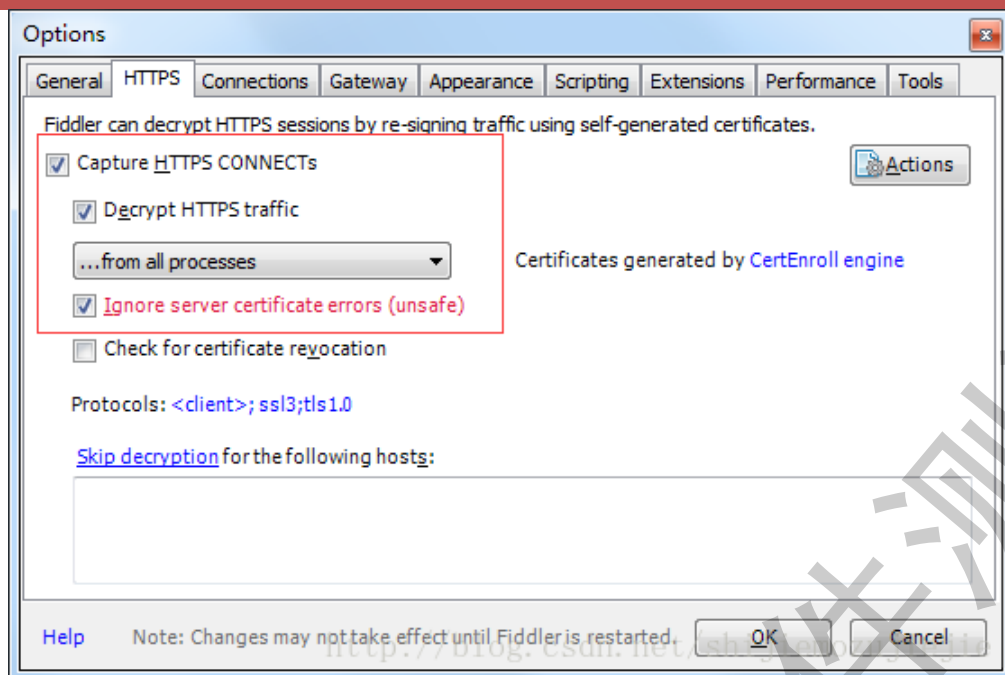 Options
General HTTPS Connections Gateway Appearance Scripting Extensions Performance Tools
Fiddler can decrypt HTTPS sessions by re-signing traffic using self-generated certificates.
Capture HTTPS CONNECTs
Actions
Decrypt HTTPS traffic
...from all processes
Certificates generated by CertEnroll engine
Ignore server certificate errors (unsafe)
Check for certificate revocation
Protocols: <client>; ssl3;tls1.0
Skip decryption for the following hosts:
Help Note: Changes may not take effect until Fiddler is restarted. OK Cancel
件测